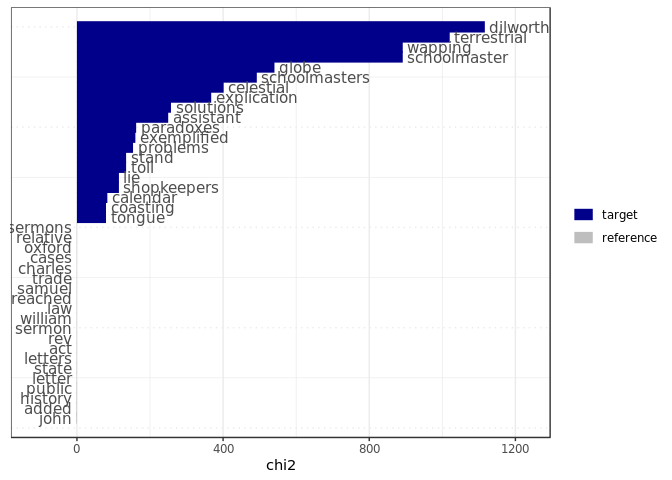 dilworth
terrestrial
wapping
schoolmaster
globe
schoolmasters
celestial
explication
solutions
assistant
paradoxes
exemplified
problems
stand
toll
lie
shopkeepers
calendar
coasting
tongue
sermons
relative
oxford
cases
charles
trade
samuel
reached
law
william
sermon
rev
act
letters
state
letter
public
history
added
john
target
reference
0 400 800 1200
chi2